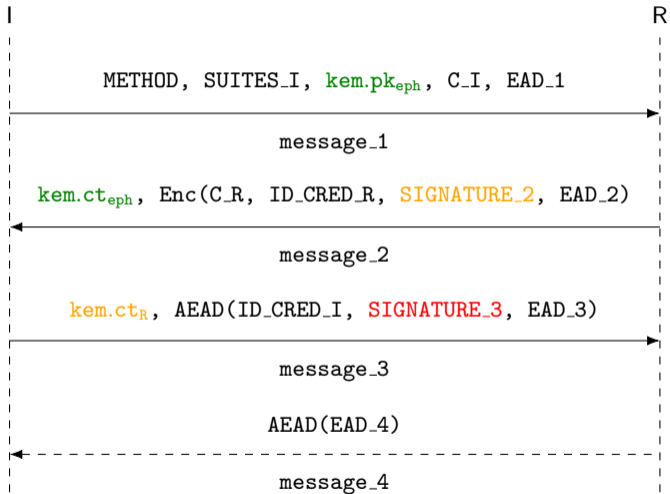 I R
METHOD, SUITES_I, kem.pk_eph, C_I, EAD_1
message_1
kem.ct_eph, Enc(C_R, ID_CRED_R, SIGNATURE_2, EAD_2)
message_2
kem.ct_R, AEAD(ID_CRED_I, SIGNATURE_3, EAD_3)
message_3
AEAD(EAD_4)
message_4